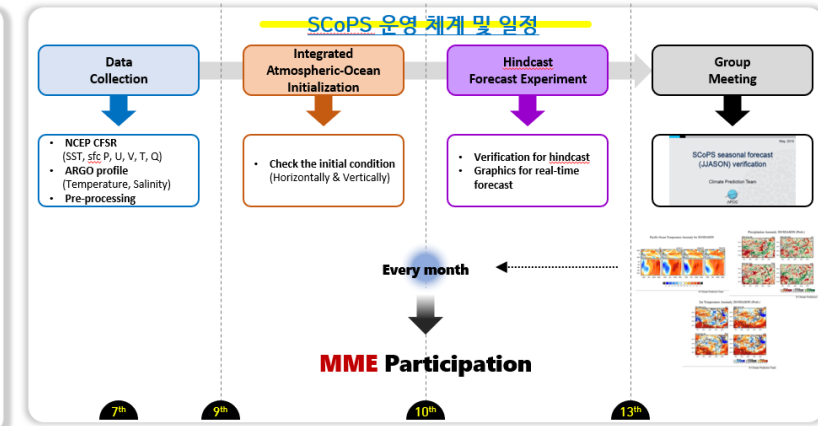 SCoPS 운영 체계 및 일정
Data
Collection
Integrated
Atmospheric-Ocean
Initialization
Hindcast
Forecast Experiment
Group
Meeting
• NCEP CFSR
(SST, sfc P, U, V, T, Q)
• ARGO profile
(Temperature, Salinity)
• Pre-processing
• Check the initial condition
(Horizontally & Vertically)
• Verification for hindcast
• Graphics for real-time
forecast
SCoPS seasonal forecast
(JJASON) verification
Climate Prediction Team
Every month
MME Participation
7th
9th
10th
13th